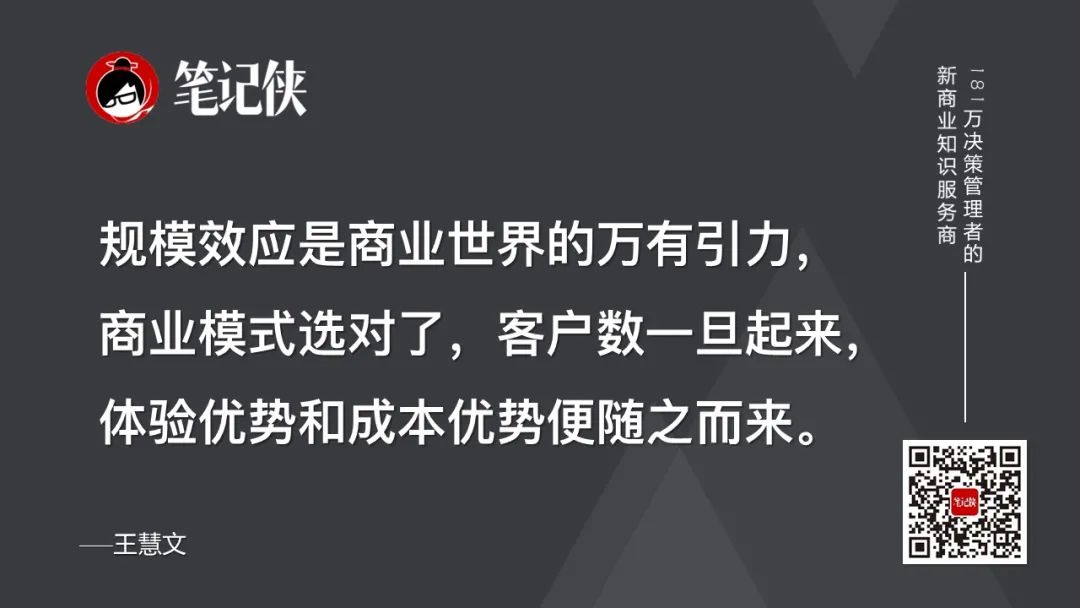 笔记侠
181万决策管理者的
新商业知识服务商
规模效应是商业世界的万有引力，
商业模式选对了，客户数一旦起来，
体验优势和成本优势便随之而来。
——王慧文
笔记侠